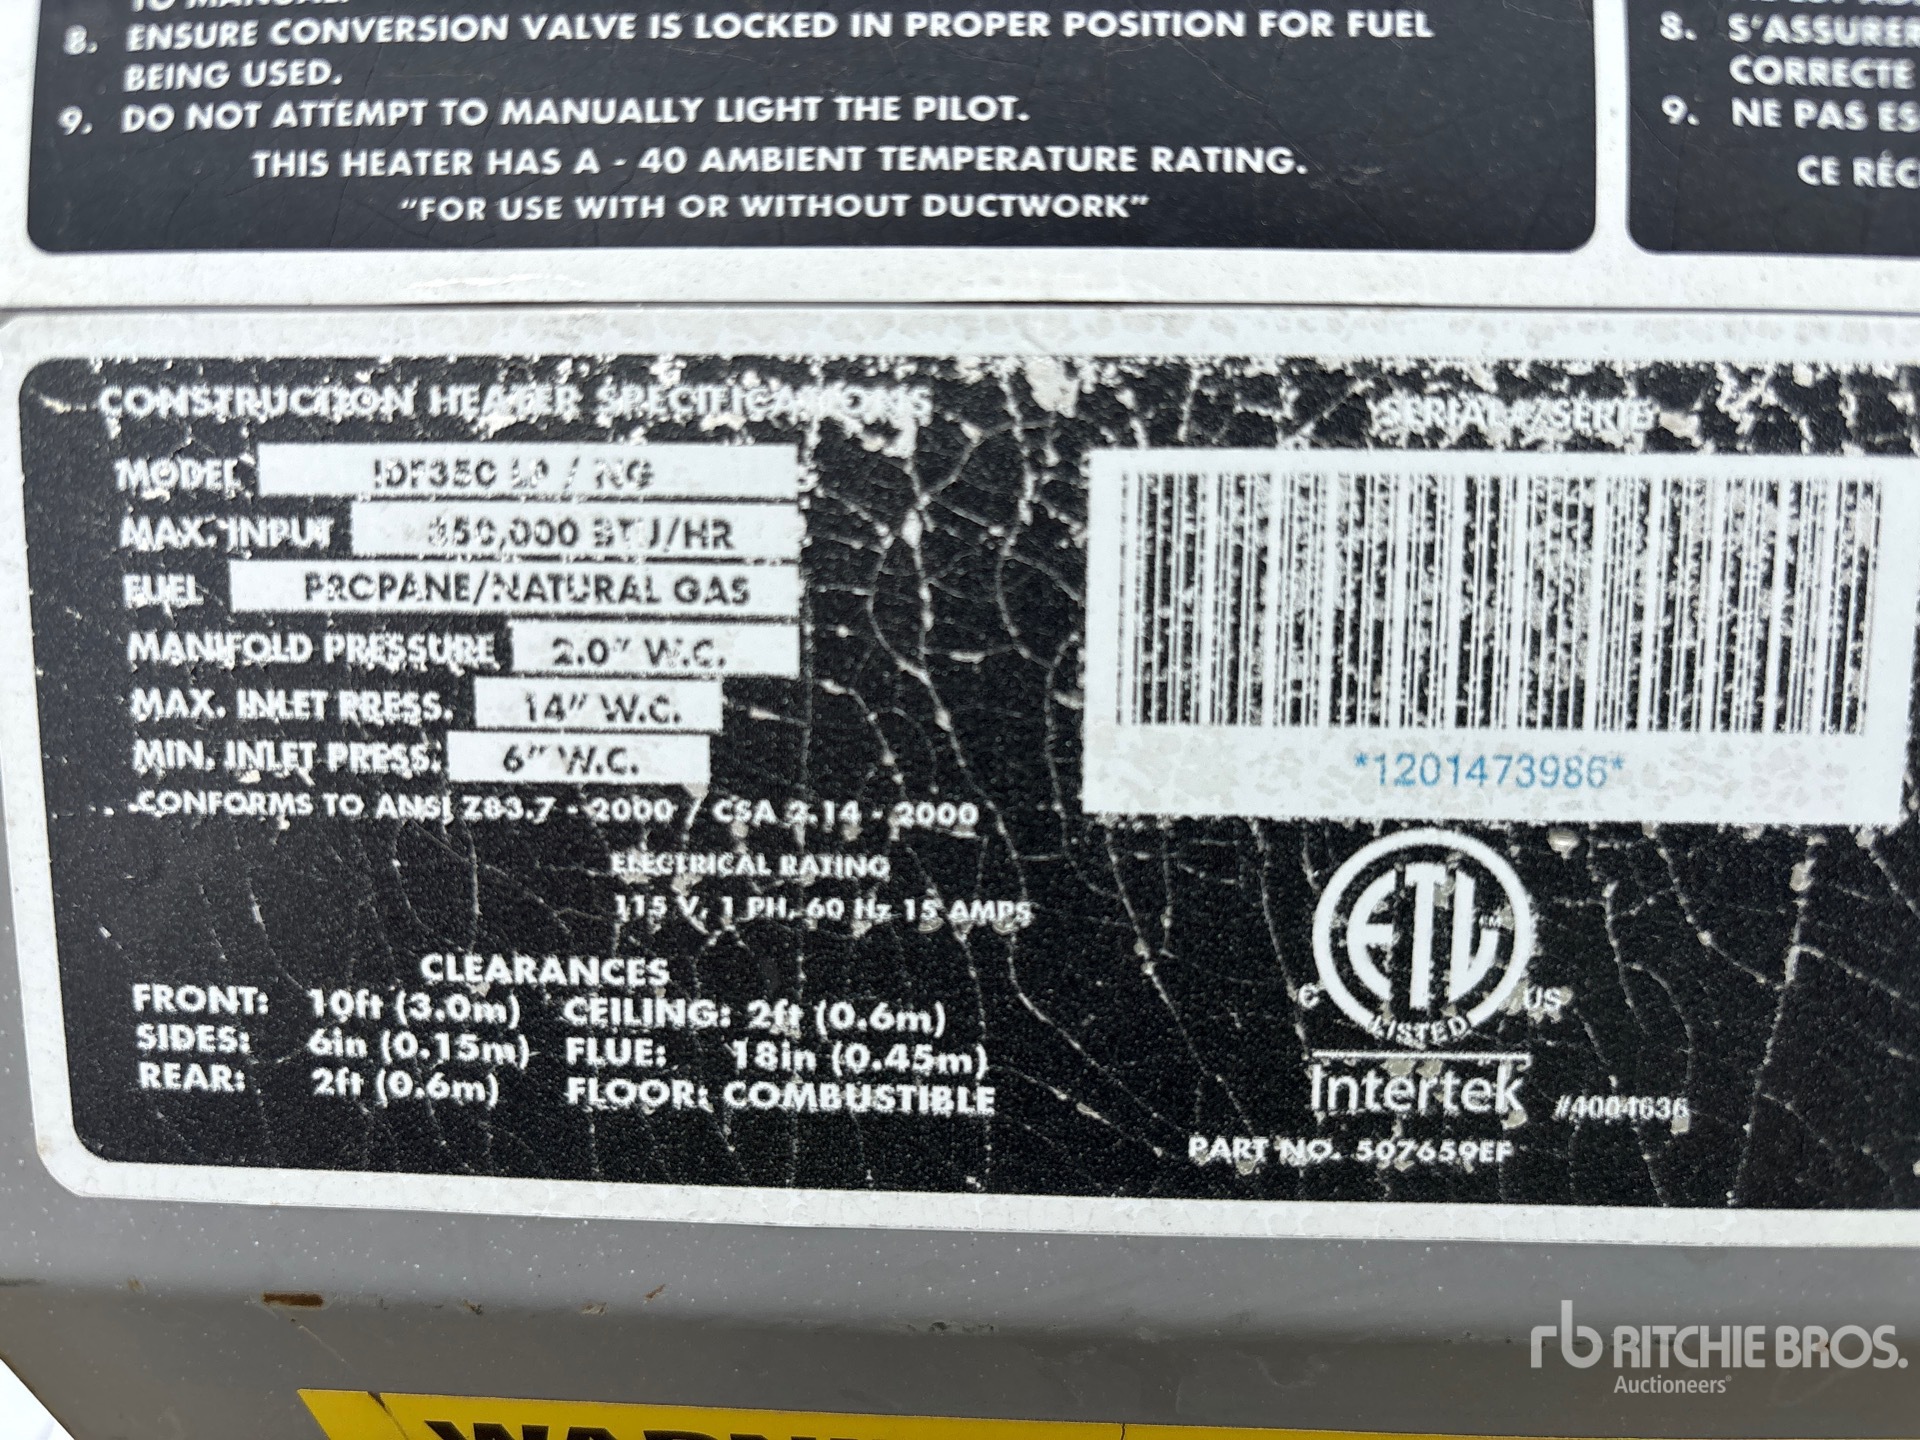 TO MANUAL.
8. ENSURE CONVERSION VALVE IS LOCKED IN PROPER POSITION FOR FUEL
BEING USED.
9. DO NOT ATTEMPT TO MANUALLY LIGHT THE PILOT.
THIS HEATER HAS A - 40 AMBIENT TEMPERATURE RATING.
"FOR USE WITH OR WITHOUT DUCTWORK"
8. S'ASSURER
CORRECTE
9. NE PAS ES
CE RÉC
CONSTRUCTION HEATER SPECIFICATIONS
MODEL IDF350 LP / NG
MAX. INPUT 350,000 BTU/HR
FUEL PROPANE/NATURAL GAS
MANIFOLD PRESSURE 2.0" W.C.
MAX. INLET PRESS. 14" W.C.
MIN. INLET PRESS. 6" W.C.
CONFORMS TO ANSI Z83.7 - 2000 / CSA 2.14 - 2000
ELECTRICAL RATING
115 V, 1 PH, 60 Hz 15 AMPS
CLEARANCES
FRONT: 10ft (3.0m) CEILING: 2ft (0.6m)
SIDES: 6in (0.15m) FLUE: 18in (0.45m)
REAR: 2ft (0.6m) FLOOR: COMBUSTIBLE
SERIAL #/SÉRIE
*1201473986*
ETL
C US
LISTED
Intertek #4004636
PART NO. 507659EF
WARN
rb RITCHIE BROS.
Auctioneers